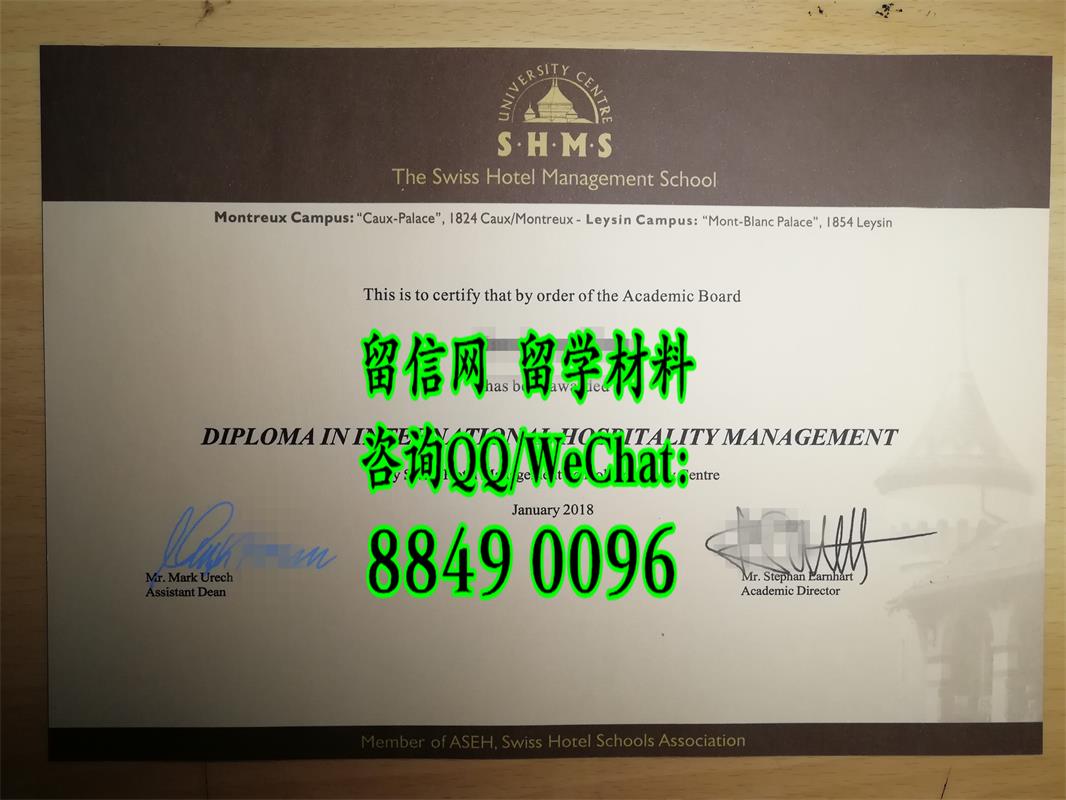 UNIVERSITY CENTRE
S·H·M·S
The Swiss Hotel Management School
Montreux Campus: “Caux-Palace”, 1824 Caux/Montreux - Leysin Campus: “Mont-Blanc Palace”, 1854 Leysin
This is to certify that by order of the Academic Board
留信网 留学材料
has
DIPLOMA IN INTERNATIONAL HOSPITALITY MANAGEMENT
咨询QQ/WeChat:
January 2018
8849 0096
Mr. Mark Urech
Assistant Dean
Mr. Stephan Earnhart
Academic Director
Member of ASEH, Swiss Hotel Schools Association